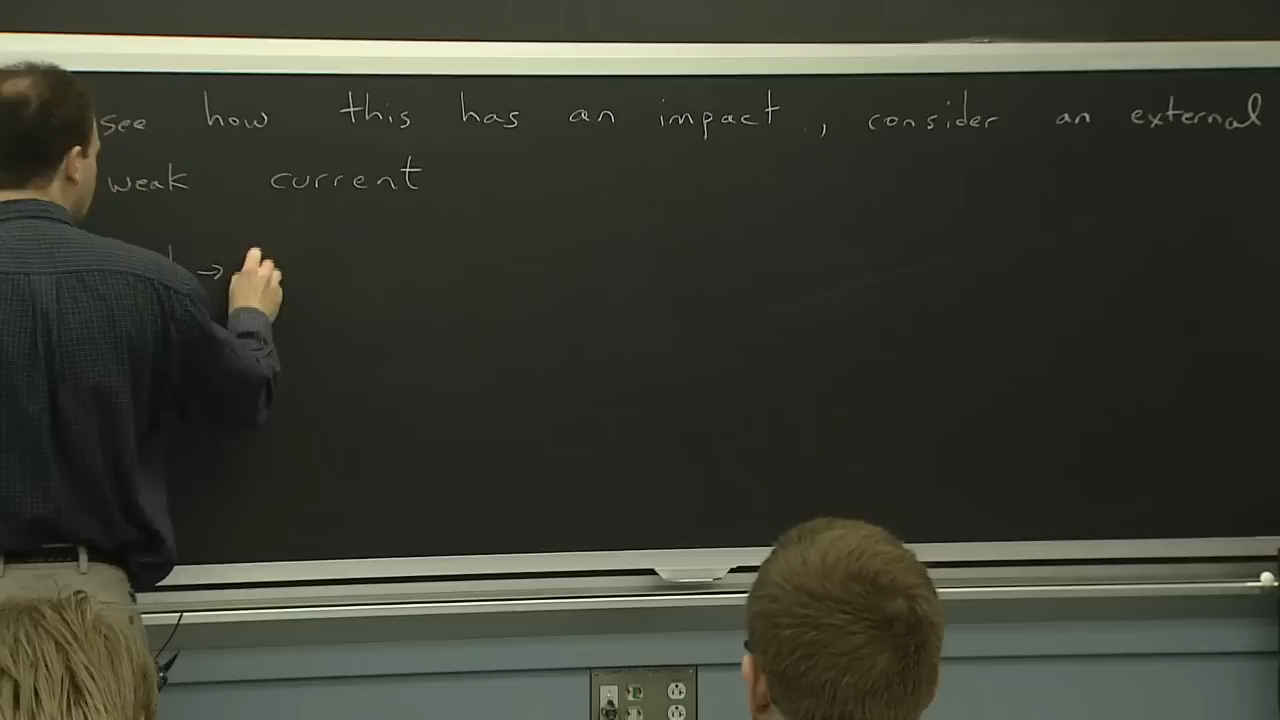 see how this has an impact, consider an external
weak current
→